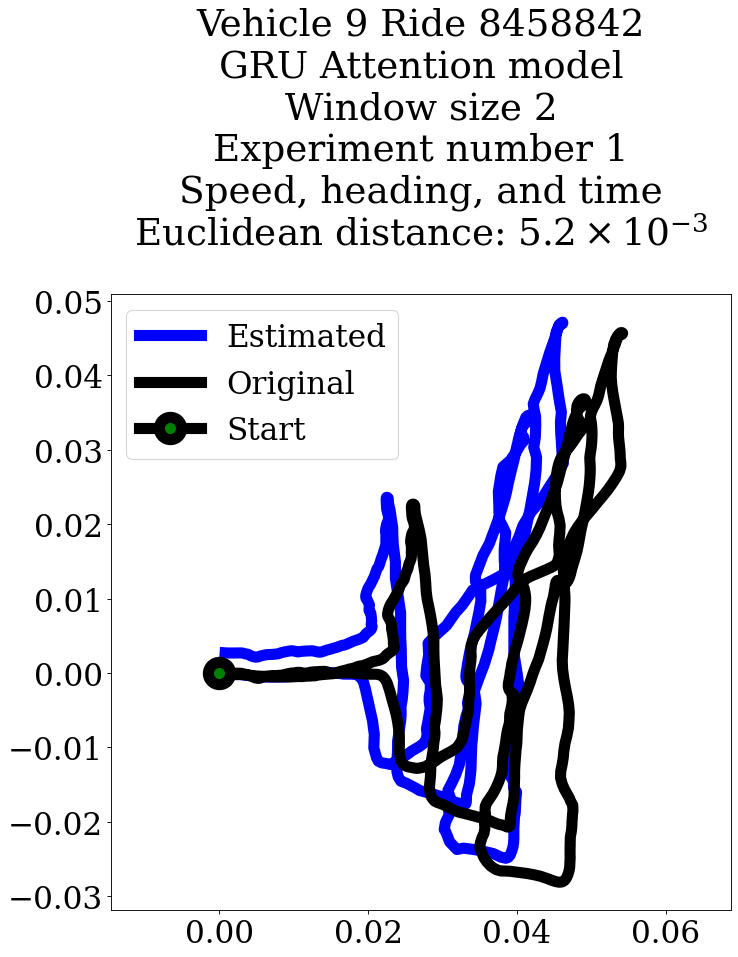 Vehicle 9 Ride 8458842
GRU Attention model
Window size 2
Experiment number 1
Speed, heading, and time
Euclidean distance: 5.2 × 10⁻³
0.05
0.04
0.03
0.02
0.01
0.00
−0.01
−0.02
−0.03
Estimated
Original
Start
0.00 0.02 0.04 0.06